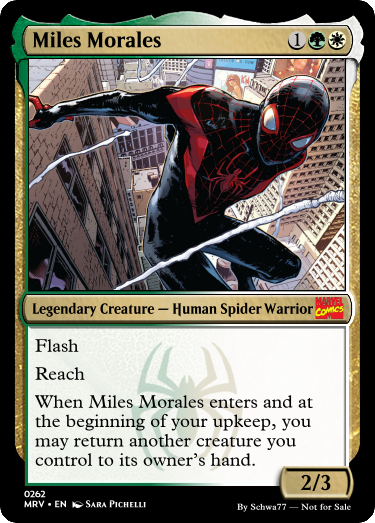 Miles Morales 1
Legendary Creature — Human Spider Warrior
MARVEL
COMICS
Flash
Reach
When Miles Morales enters and at
the beginning of your upkeep, you
may return another creature you
control to its owner's hand.
2/3
0262
MRV • EN Sara Pichelli
By Schwa77 — Not for Sale